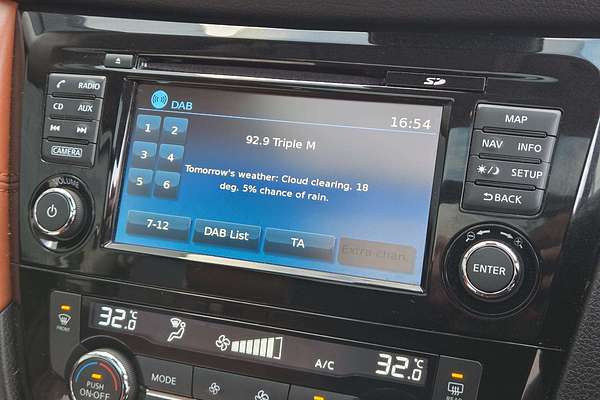 RADIO
CD AUX
CAMERA
VOLUME
DAB
16:54
92.9 Triple M
1 2
3 4
5 6
Tomorrow's weather: Cloud clearing. 18
deg. 5% chance of rain.
7-12
DAB List
TA
Extra chan.
SD
MAP
NAV INFO
SETUP
BACK
ENTER
FRONT
32.0°C
A/C
32.0°C
PUSH
ON-OFF
MODE
REAR